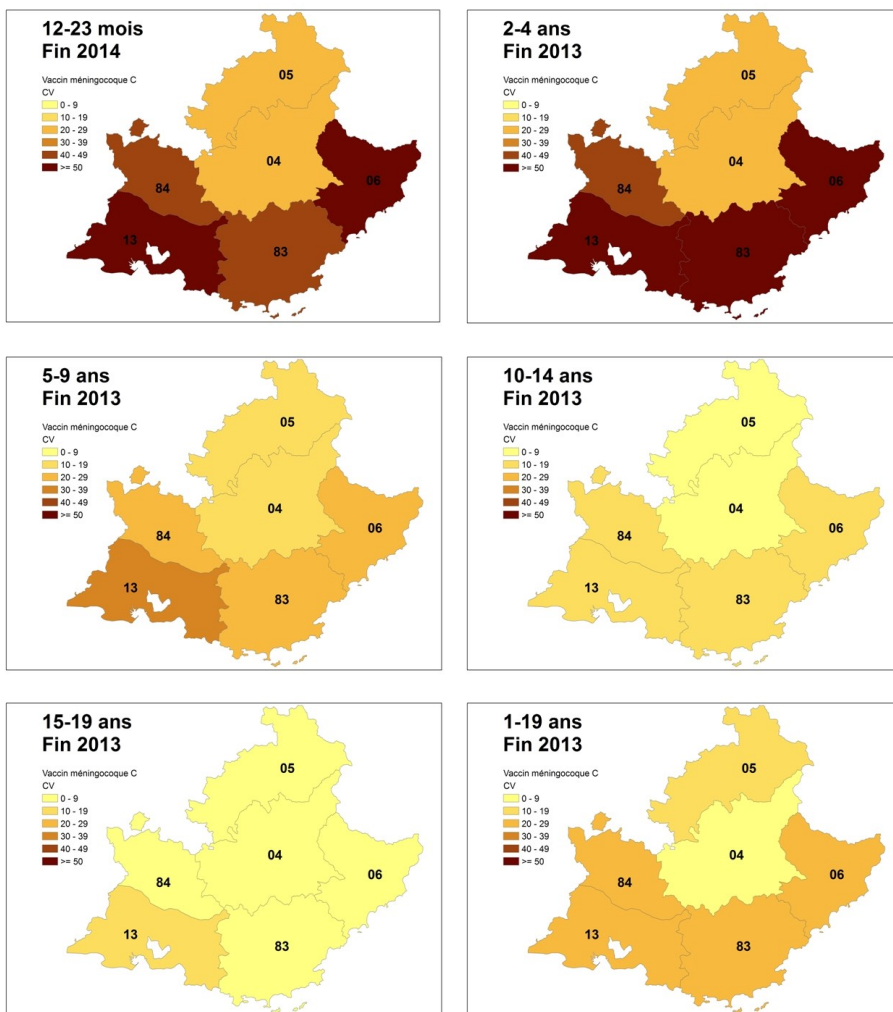 12-23 mois
Fin 2014
Vaccin méningocoque C
CV
0 - 9
10 - 19
20 - 29
30 - 39
40 - 49
>= 50
05
04
06
84
13
83
2-4 ans
Fin 2013
Vaccin méningocoque C
CV
0 - 9
10 - 19
20 - 29
30 - 39
40 - 49
>= 50
05
04
06
84
13
83
5-9 ans
Fin 2013
Vaccin méningocoque C
CV
0 - 9
10 - 19
20 - 29
30 - 39
40 - 49
>= 50
05
04
06
84
13
83
10-14 ans
Fin 2013
Vaccin méningocoque C
CV
0 - 9
10 - 19
20 - 29
30 - 39
40 - 49
>= 50
05
04
06
84
13
83
15-19 ans
Fin 2013
Vaccin méningocoque C
CV
0 - 9
10 - 19
20 - 29
30 - 39
40 - 49
>= 50
05
04
06
84
13
83
1-19 ans
Fin 2013
Vaccin méningocoque C
CV
0 - 9
10 - 19
20 - 29
30 - 39
40 - 49
>= 50
05
04
06
84
13
83